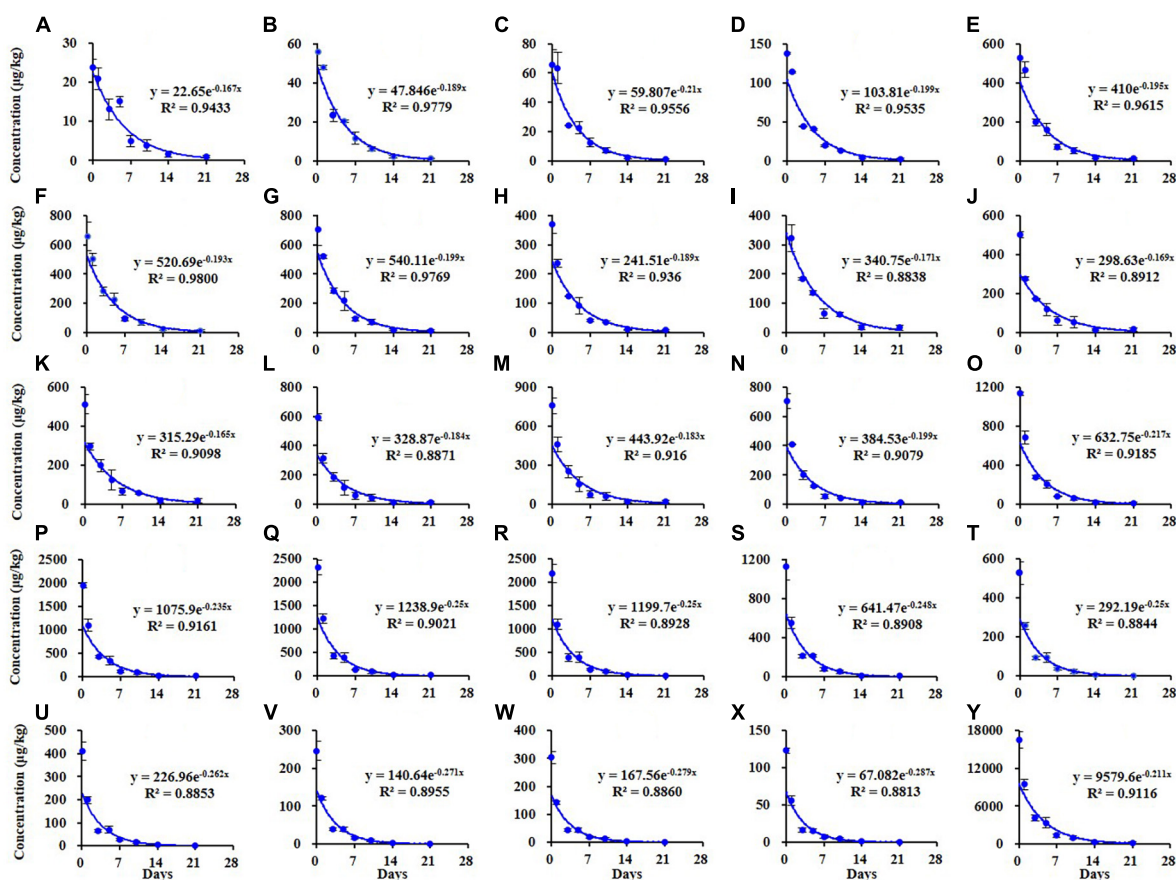 A B C D E
Concentration (µg/kg)
30 60 80 150 600
y = 22.65e-0.167x y = 47.846e-0.189x y = 59.807e-0.21x y = 103.81e-0.199x y = 410e-0.195x
R² = 0.9433 R² = 0.9779 R² = 0.9556 R² = 0.9535 R² = 0.9615
20 40 60 100 400
10 20 40 50 200
20
0 0 0 0 0
0 7 14 21 28 0 7 14 21 28 0 7 14 21 28 0 7 14 21 28 0 7 14 21 28
F G H I J
Concentration (µg/kg)
800 800 400 400 600
y = 520.69e-0.193x y = 540.11e-0.199x y = 241.51e-0.189x y = 340.75e-0.171x y = 298.63e-0.169x
R² = 0.9800 R² = 0.9769 R² = 0.936 R² = 0.8838 R² = 0.8912
600 600 300 300 400
400 400 200 200 200
200 200 100 100
0 0 0 0 0
0 7 14 21 28 0 7 14 21 28 0 7 14 21 28 0 7 14 21 28 0 7 14 21 28
K L M N O
Concentration (µg/kg)
600 800 900 800 1200
y = 315.29e-0.165x y = 328.87e-0.184x y = 443.92e-0.183x y = 384.53e-0.199x y = 632.75e-0.217x
R² = 0.9098 R² = 0.8871 R² = 0.916 R² = 0.9079 R² = 0.9185
400 600 600 600 900
200 400 300 400 600
200 200 300
0 0 0 0 0
0 7 14 21 28 0 7 14 21 28 0 7 14 21 28 0 7 14 21 28 0 7 14 21 28
P Q R S T
Concentration (µg/kg)
2500 2500 2500 1200 600
y = 1075.9e-0.235x y = 1238.9e-0.25x y = 1199.7e-0.25x y = 641.47e-0.248x y = 292.19e-0.25x
R² = 0.9161 R² = 0.9021 R² = 0.8928 R² = 0.8908 R² = 0.8844
2000 2000 2000 800 400
1500 1500 1500 400 200
1000 1000 1000
500 500 500
0 0 0 0 0
0 7 14 21 28 0 7 14 21 28 0 7 14 21 28 0 7 14 21 28 0 7 14 21 28
U V W X Y
Concentration (µg/kg)
500 300 400 150 18000
y = 226.96e-0.262x y = 140.64e-0.271x y = 167.56e-0.279x y = 67.082e-0.287x y = 9579.6e-0.211x
R² = 0.8853 R² = 0.8955 R² = 0.8860 R² = 0.8813 R² = 0.9116
400 200 300 100 12000
300 100 200 50 6000
200 100
100
0 0 0 0 0
0 7 14 21 28 0 7 14 21 28 0 7 14 21 28 0 7 14 21 28 0 7 14 21 28
Days Days Days Days Days